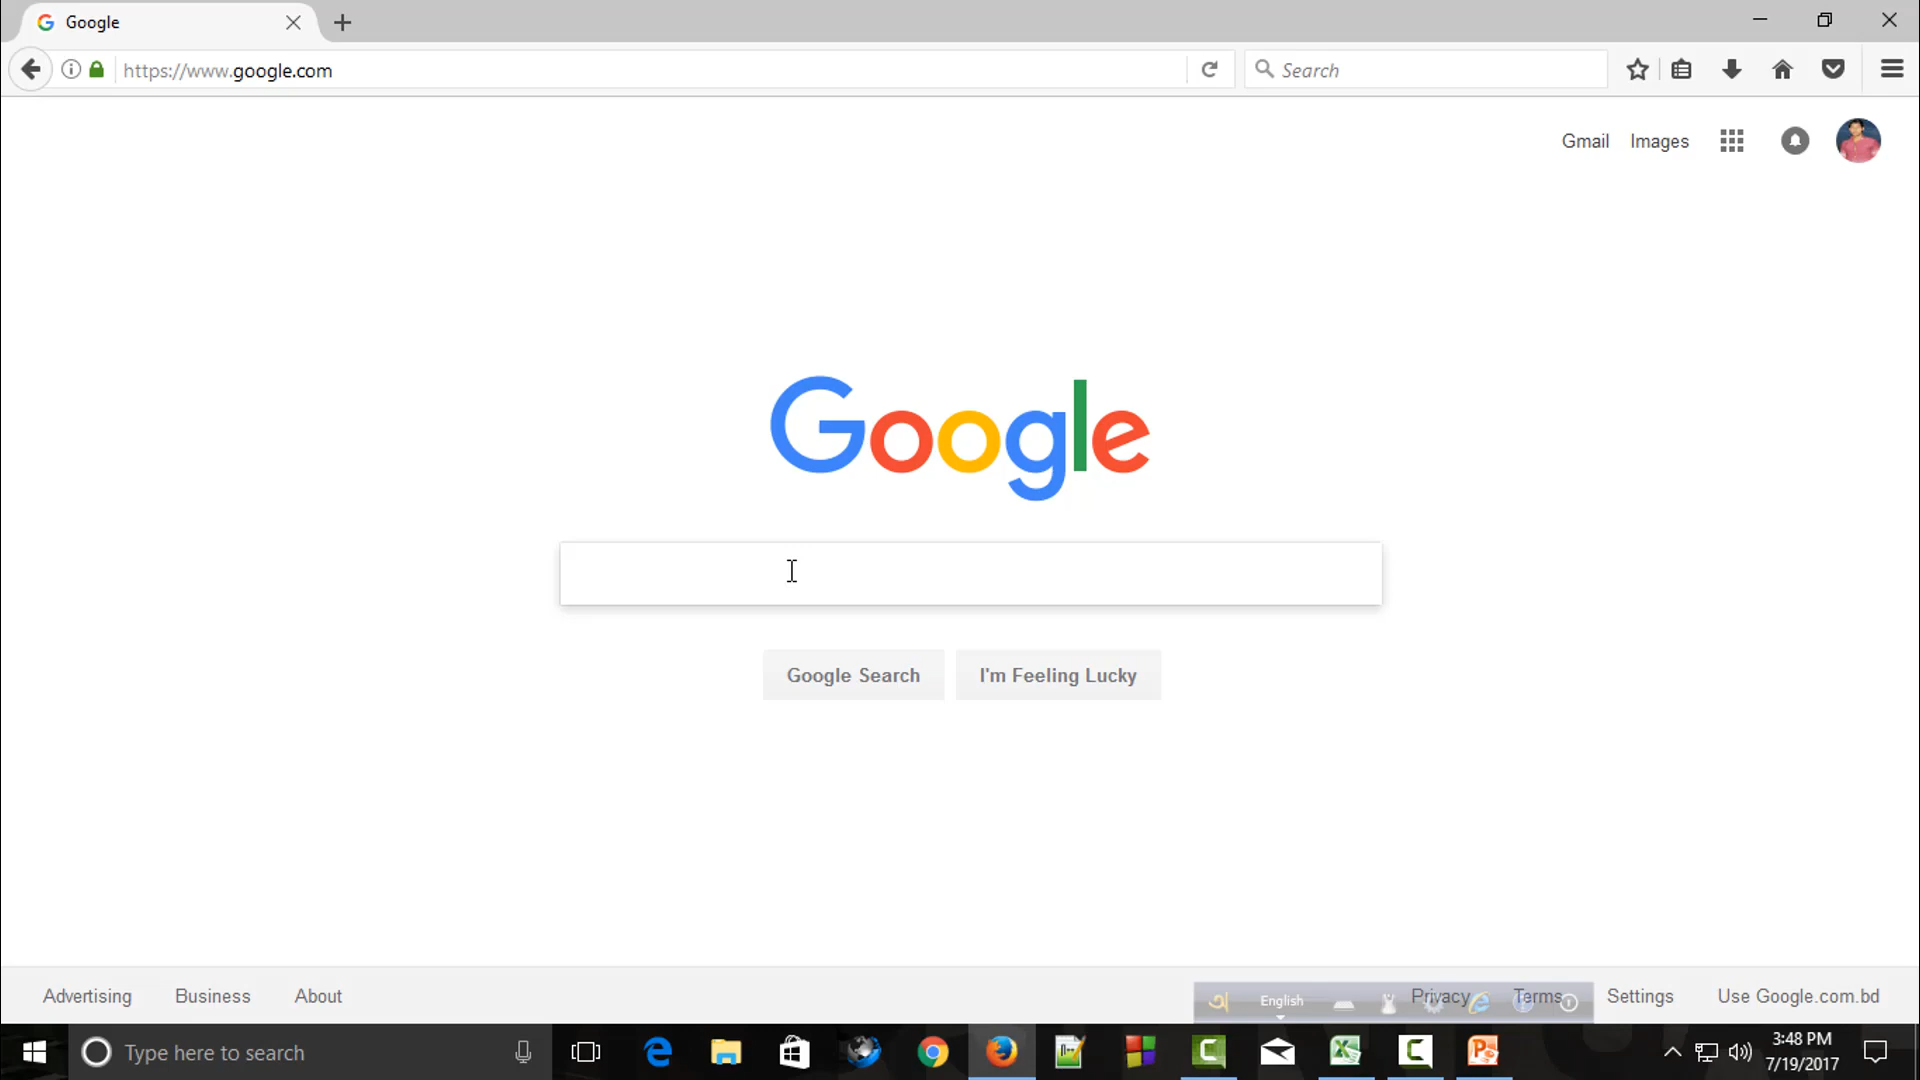 Google
https://www.google.com
Search
Gmail Images
Google
Google Search I'm Feeling Lucky
Advertising Business About
অ English
Privacy Terms Settings Use Google.com.bd
Type here to search
3:48 PM
7/19/2017